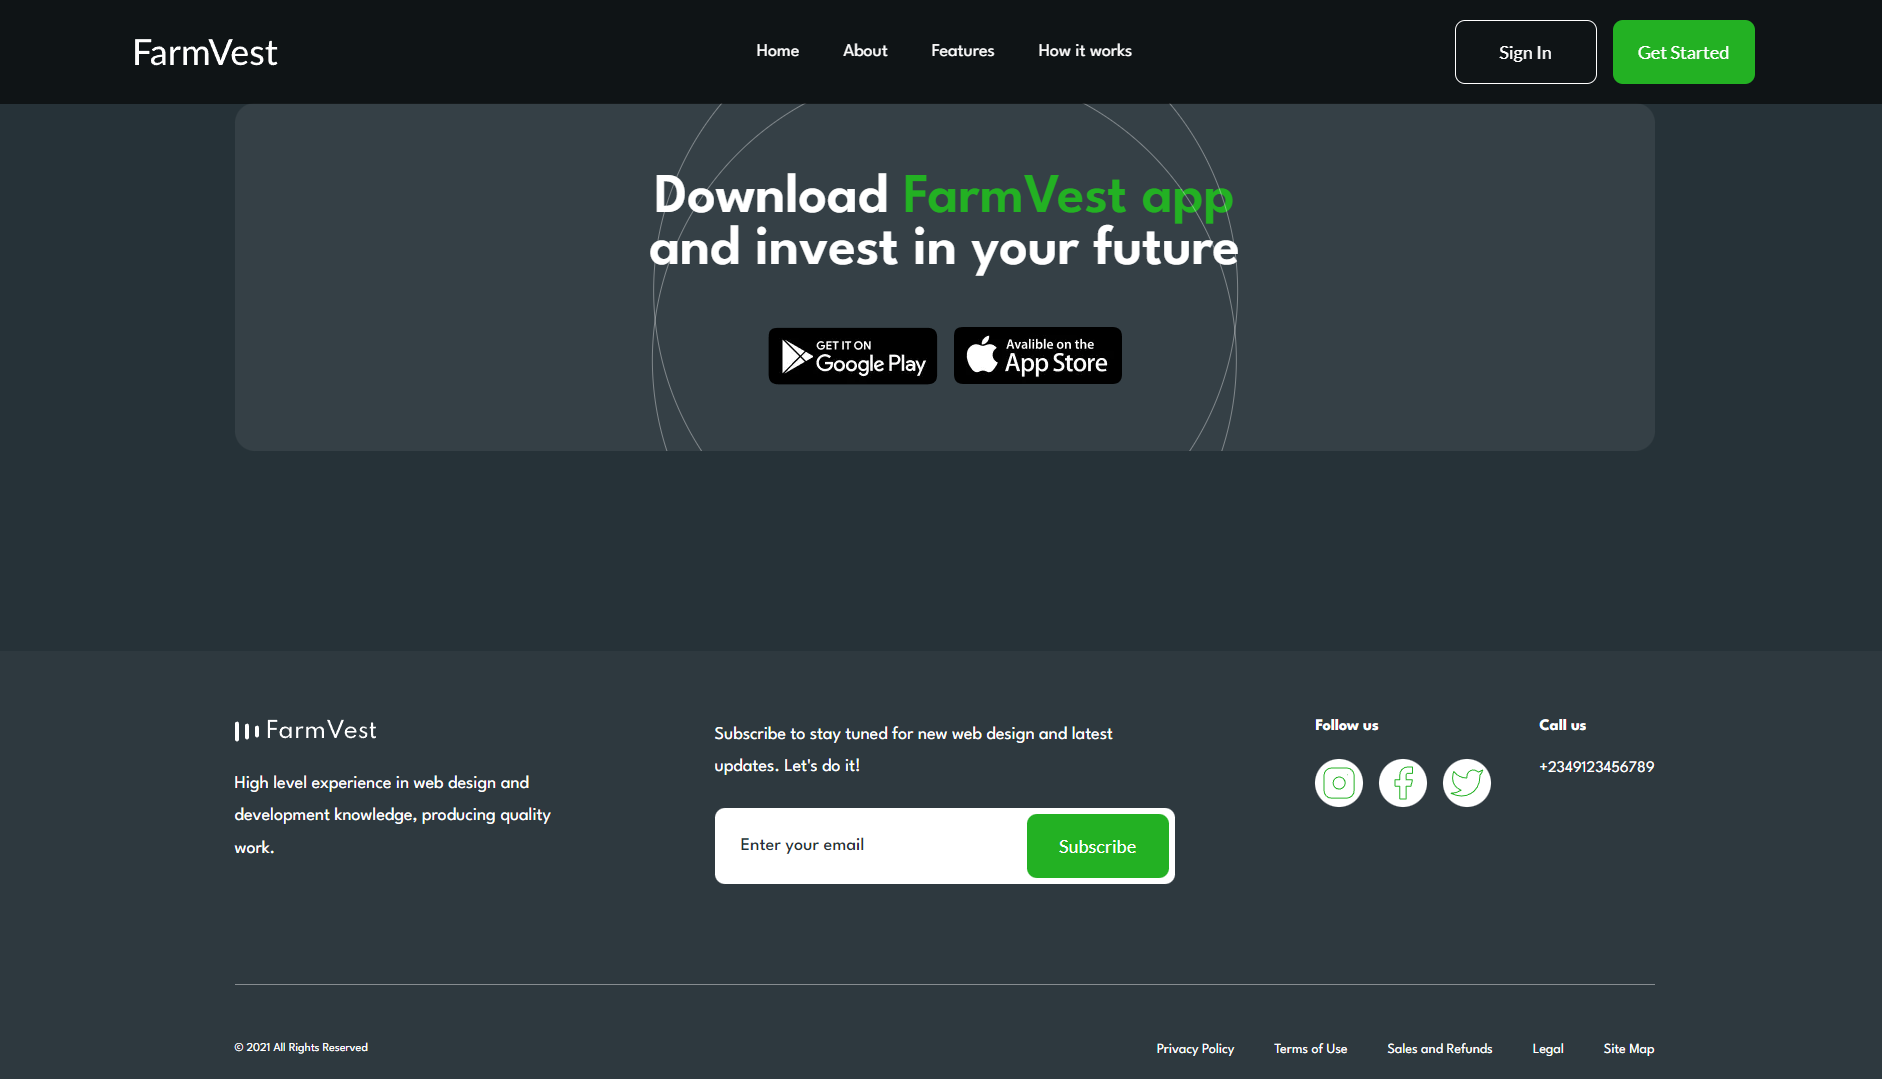 FarmVest
Home About Features How it works
Sign In
Get Started
Download FarmVest app
and invest in your future
GET IT ON
Google Play
Avalible on the
App Store
FarmVest
High level experience in web design and
development knowledge, producing quality
work.
Subscribe to stay tuned for new web design and latest
updates. Let's do it!
Enter your email
Subscribe
Follow us
Call us
+2349123456789
© 2021 All Rights Reserved
Privacy Policy Terms of Use Sales and Refunds Legal Site Map